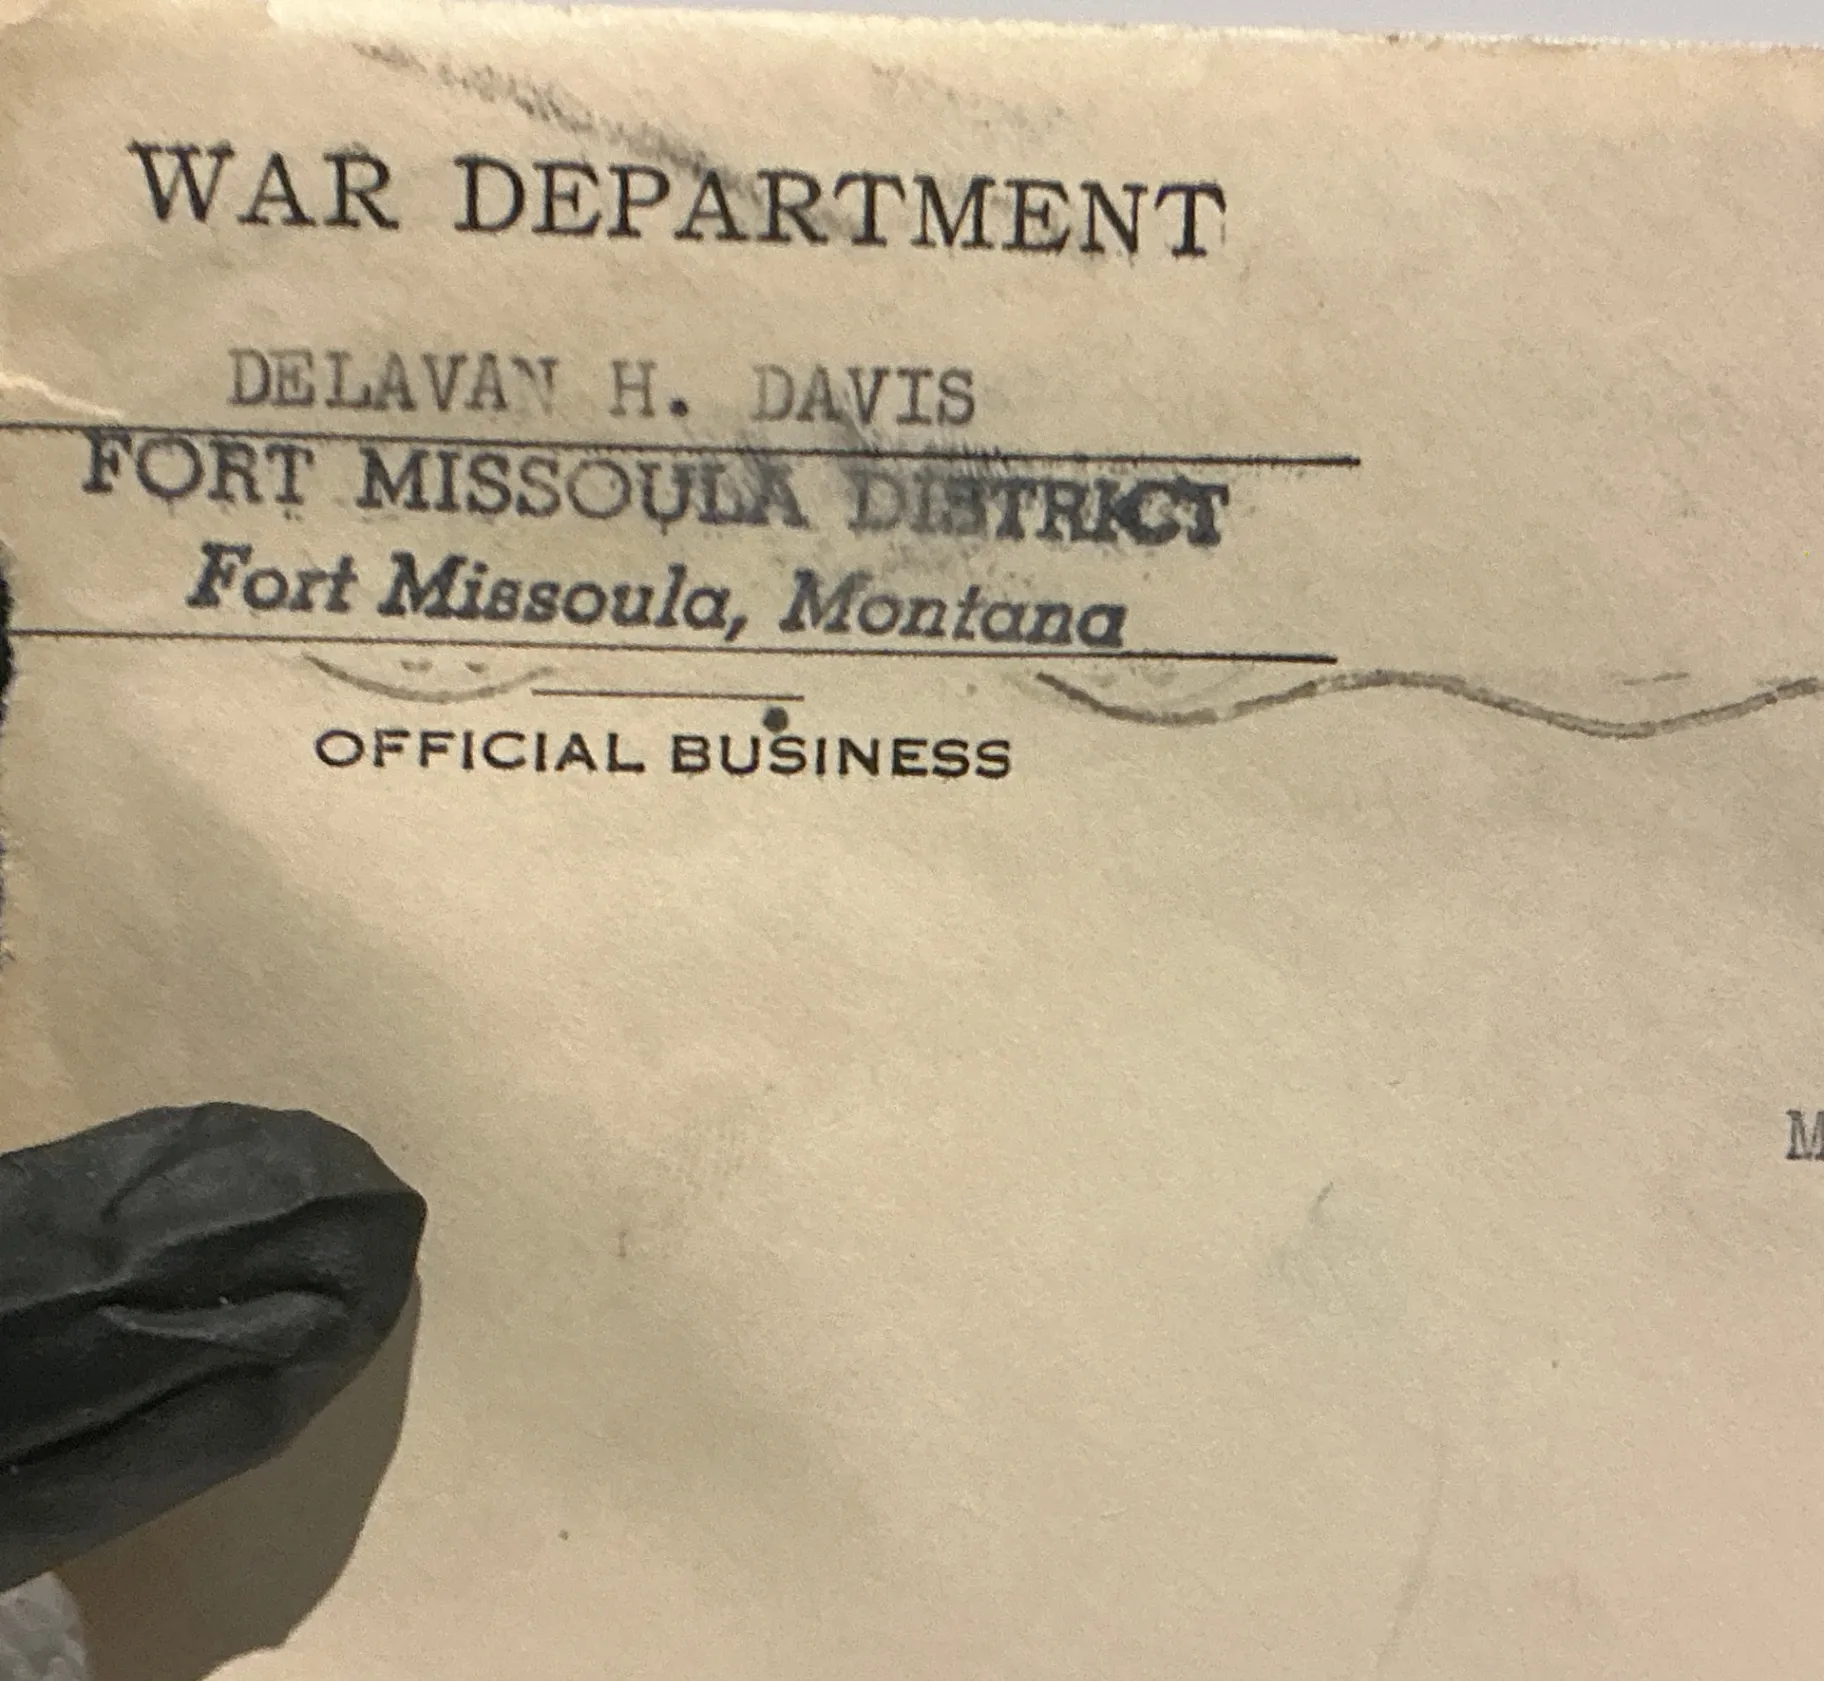 WAR DEPARTMENT
DELAVAN H. DAVIS
FORT MISSOULA DISTRICT
Fort Missoula, Montana
OFFICIAL BUSINESS
M